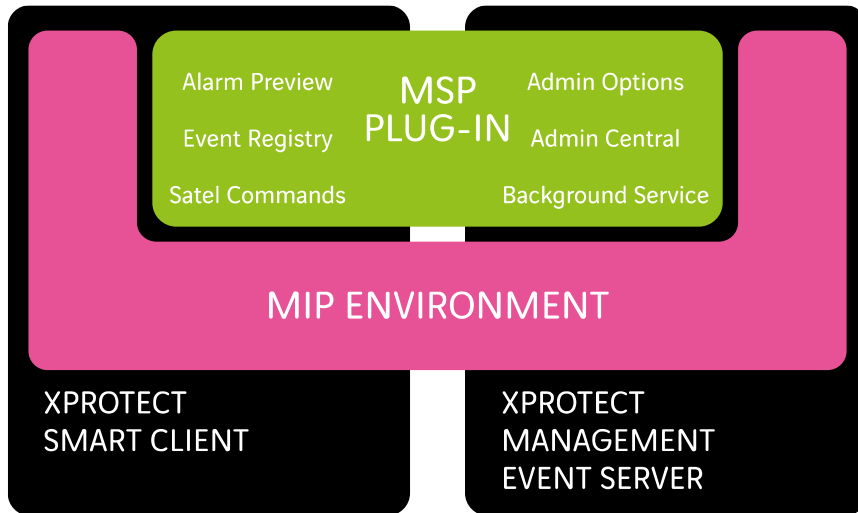 Alarm Preview
Event Registry
Satel Commands
MSP
PLUG-IN
Admin Options
Admin Central
Background Service
MIP ENVIRONMENT
XPROTECT
SMART CLIENT
XPROTECT
MANAGEMENT
EVENT SERVER